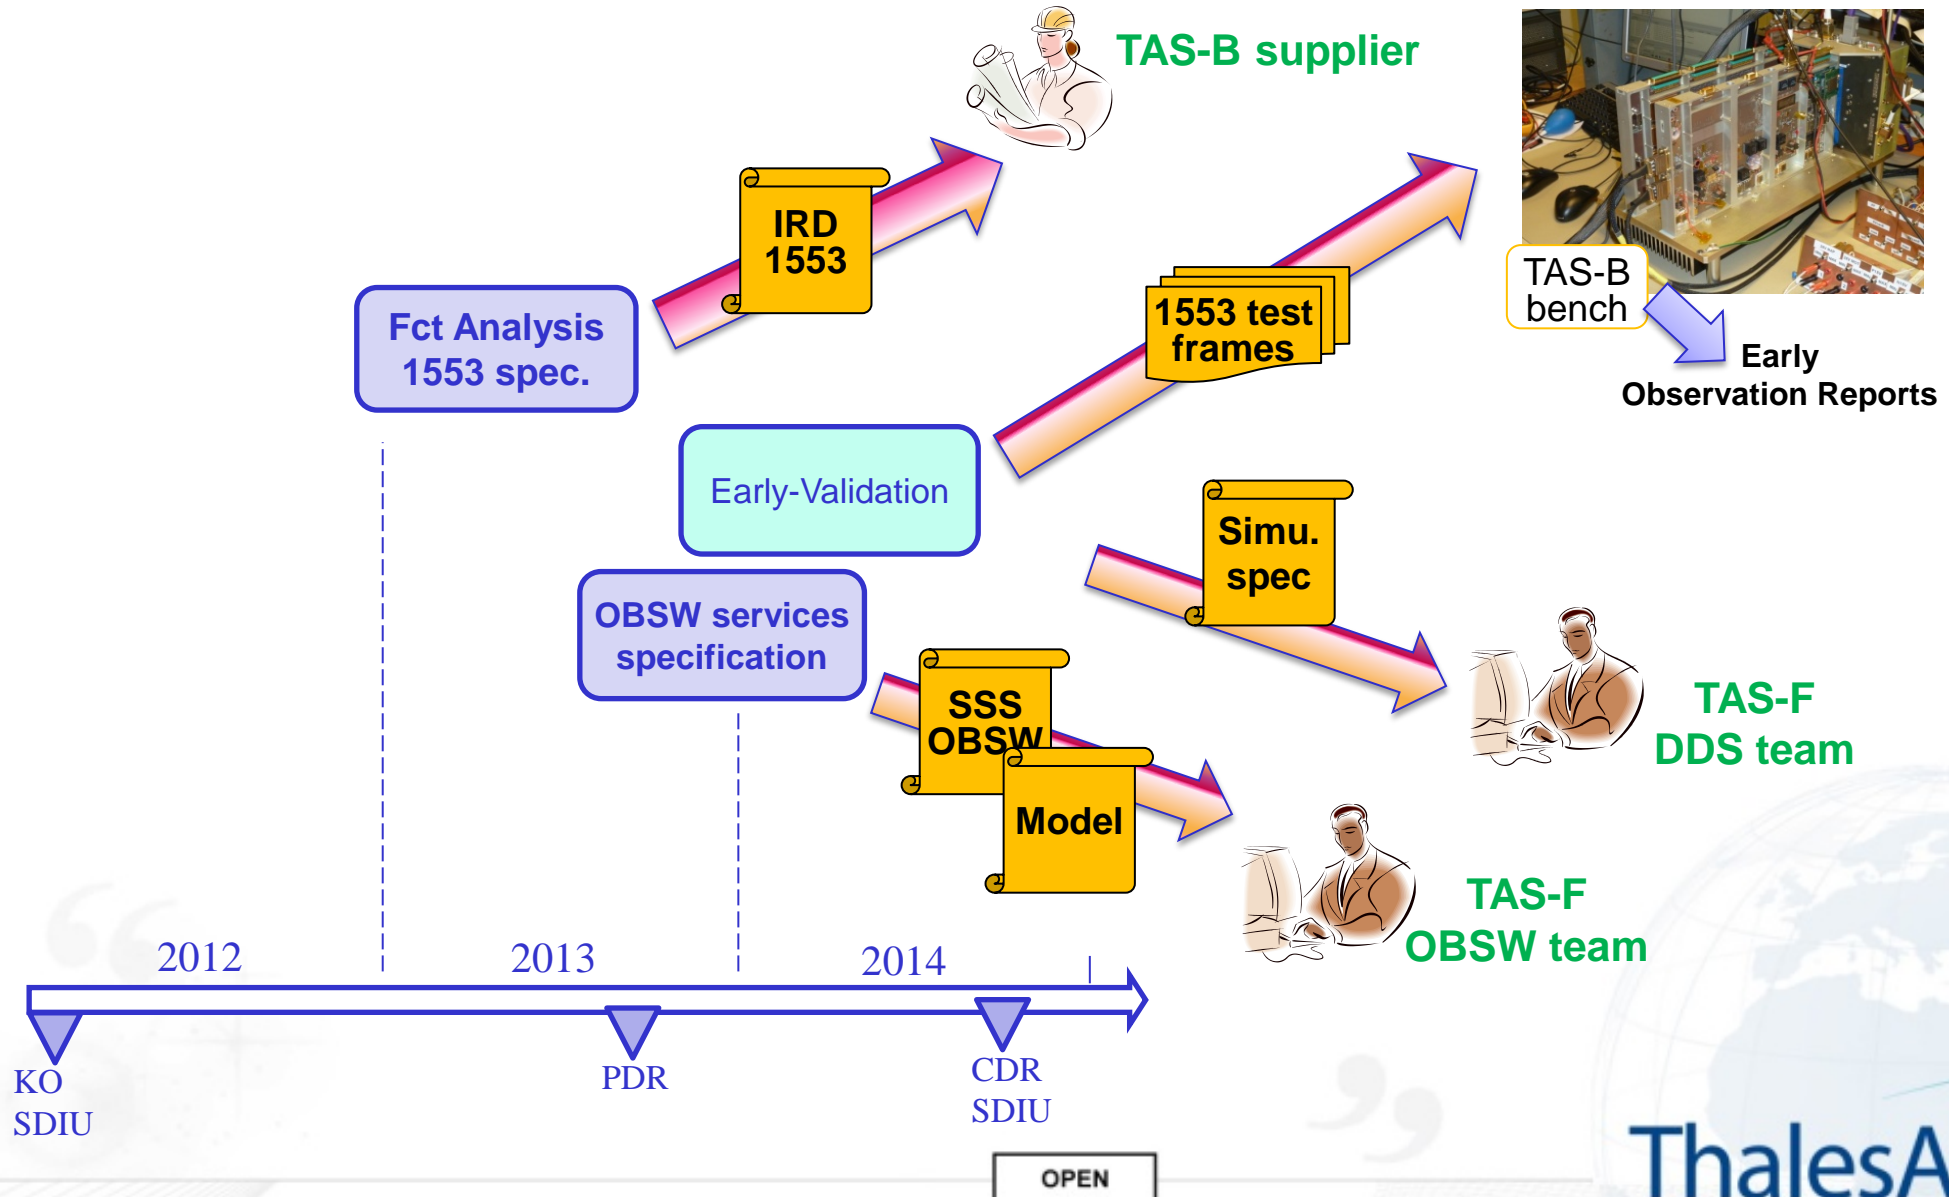 TAS-B supplier
IRD
1553
TAS-B
bench
Fct Analysis
1553 spec.
1553 test
frames
Early
Observation Reports
Early-Validation
Simu.
spec
OBSW services
specification
SSS
OBSW
Model
TAS-F
DDS team
TAS-F
OBSW team
2012
2013
2014
KO
SDIU
PDR
CDR
SDIU
OPEN
ThalesA